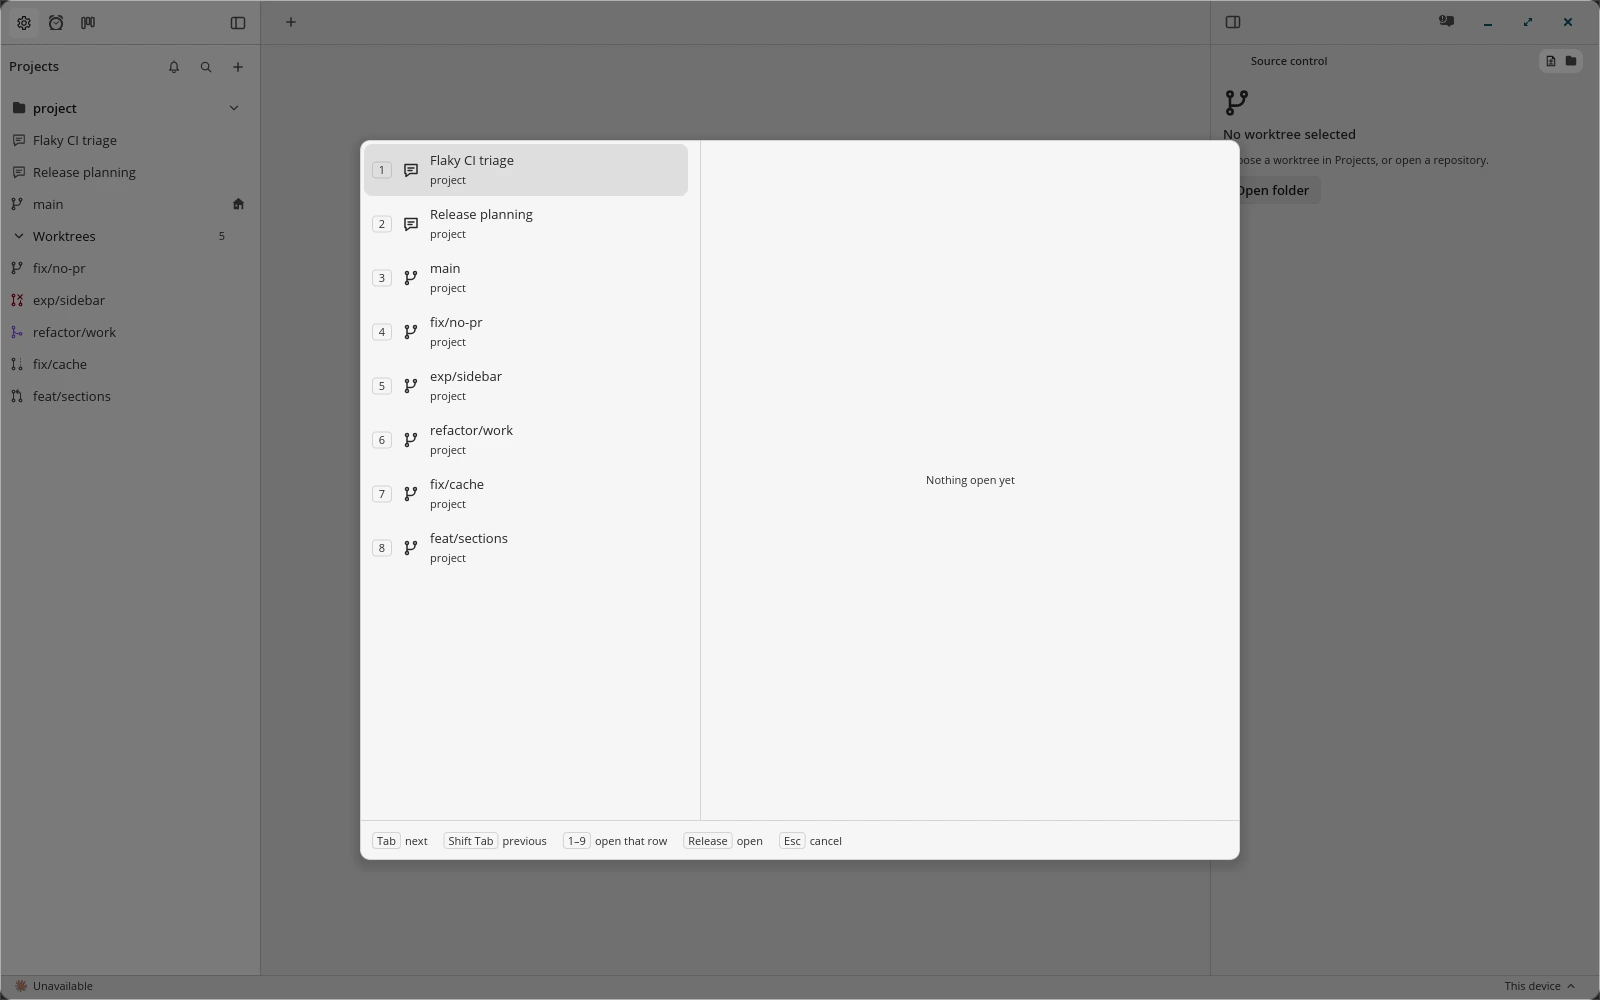 Projects
project
Flaky CI triage
Release planning
main
Worktrees 5
fix/no-pr
exp/sidebar
refactor/work
fix/cache
feat/sections
1 Flaky CI triage
project
2 Release planning
project
3 main
project
4 fix/no-pr
project
5 exp/sidebar
project
6 refactor/work
project
7 fix/cache
project
8 feat/sections
project
Nothing open yet
Tab next Shift Tab previous 1–9 open that row Release open Esc cancel
Source control
No worktree selected
a worktree in Projects, or open a repository.
Open folder
Unavailable
This device